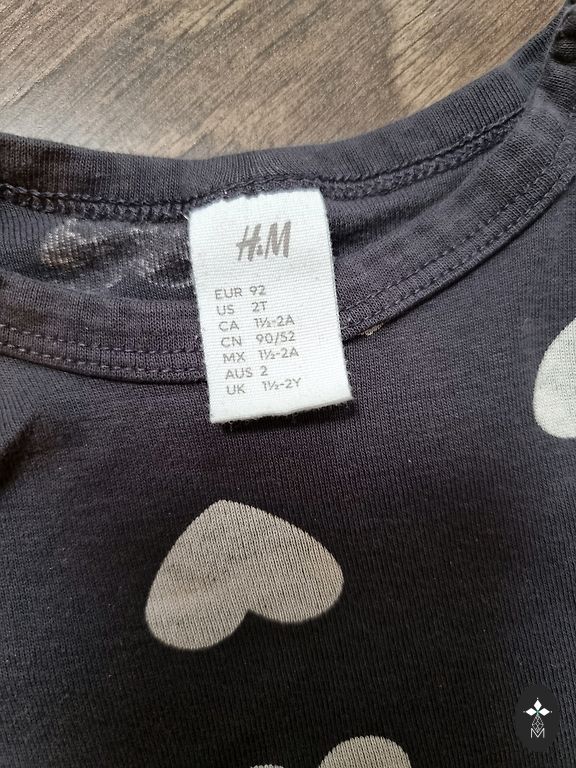 H&M
EUR 92
US 2T
CA 1½-2A
CN 90/52
MX 1½-2A
AUS 2
UK 1½-2Y
M